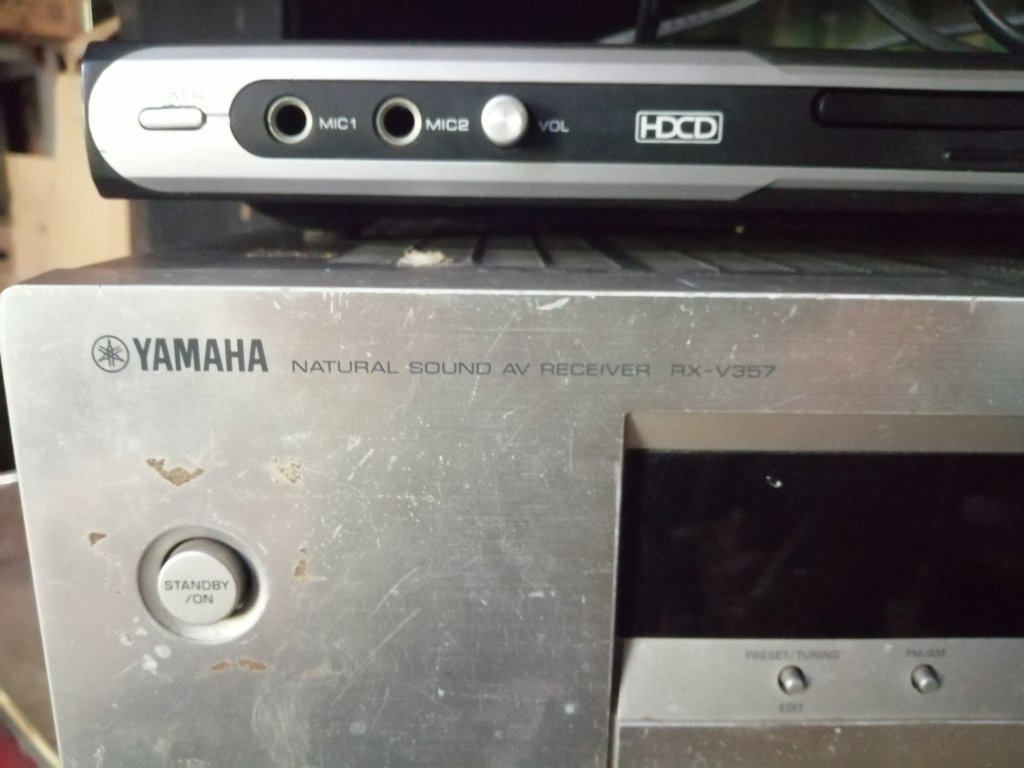 POWER
MIC1 MIC2 VOL HDCD
YAMAHA NATURAL SOUND AV RECEIVER RX-V357
STANDBY
/ON
PRESET/TUNING FM/AM
EDIT